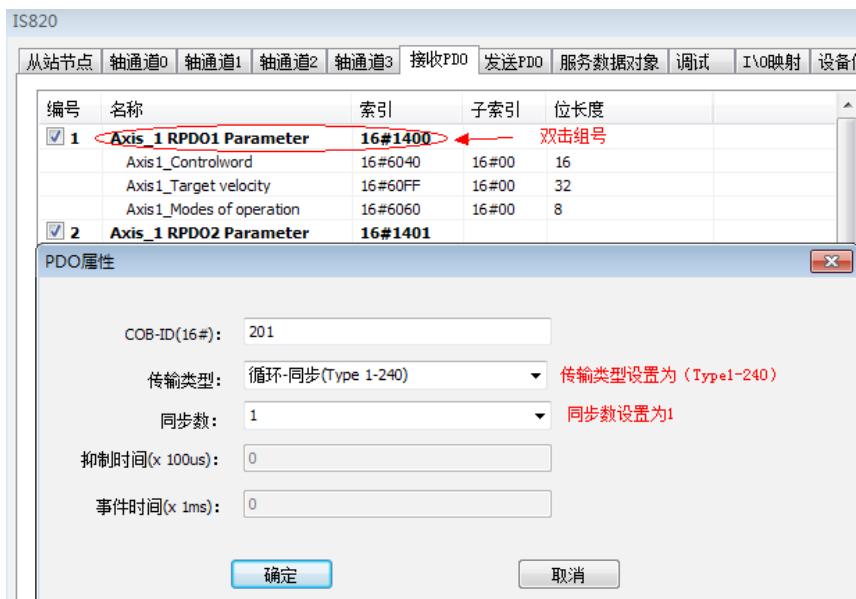 IS820
从站节点 轴通道0 轴通道1 轴通道2 轴通道3 接收PDO 发送PDO 服务数据对象 调试 I\O映射
编号 名称 索引 子索引 位长度
1 Axis_1 RPDO1 Parameter 16#1400 双击组号
Axis1_Controlword 16#6040 16#00 16
Axis1_Target velocity 16#60FF 16#00 32
Axis1_Modes of operation 16#6060 16#00 8
2 Axis_1 RPDO2 Parameter 16#1401
PDO属性
COB-ID(16#): 201
传输类型: 循环-同步(Type 1-240) 传输类型设置为（Type1-240）
同步数: 1 同步数设置为1
抑制时间(x 100us): 0
事件时间(x 1ms): 0
确定 取消